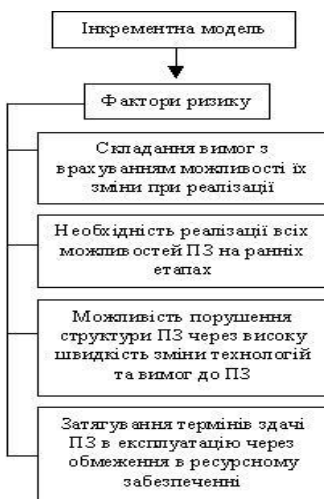 Інкрементна модель
Фактори ризику
Складання вимог з
врахуванням можливості їх
зміни при реалізації
Необхідність реалізації всіх
можливостей ПЗ на ранніх
етапах
Можливість порушення
структури ПЗ через високу
швидкість зміни технологій
та вимог до ПЗ
Затягування термінів здачі
ПЗ в експлуатацію через
обмеження в ресурсному
забезпеченні